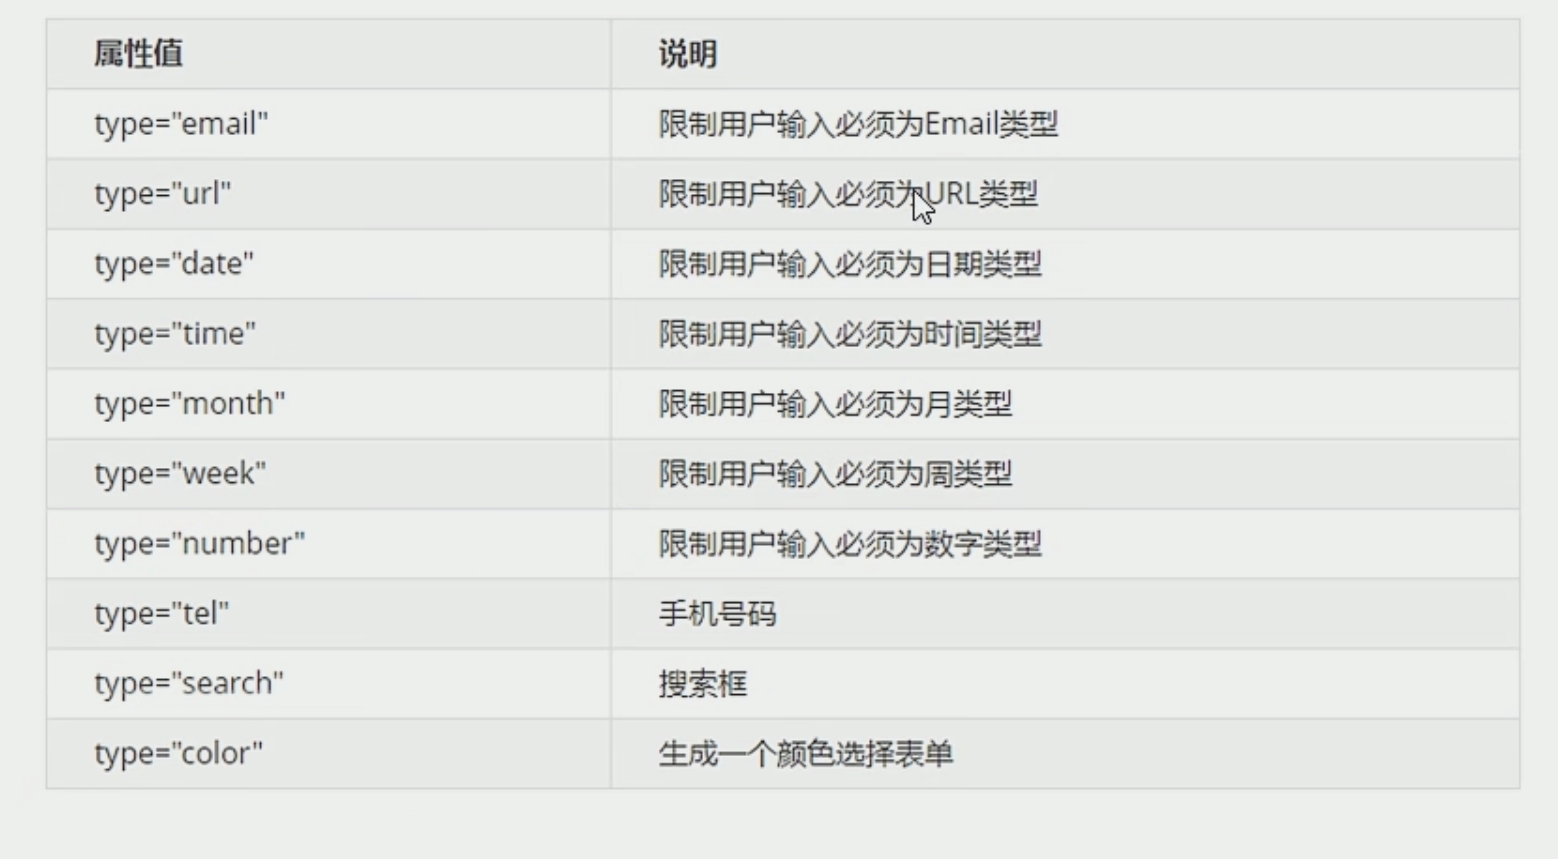 属性值 说明
type="email" 限制用户输入必须为Email类型
type="url" 限制用户输入必须为URL类型
type="date" 限制用户输入必须为日期类型
type="time" 限制用户输入必须为时间类型
type="month" 限制用户输入必须为月类型
type="week" 限制用户输入必须为周类型
type="number" 限制用户输入必须为数字类型
type="tel" 手机号码
type="search" 搜索框
type="color" 生成一个颜色选择表单